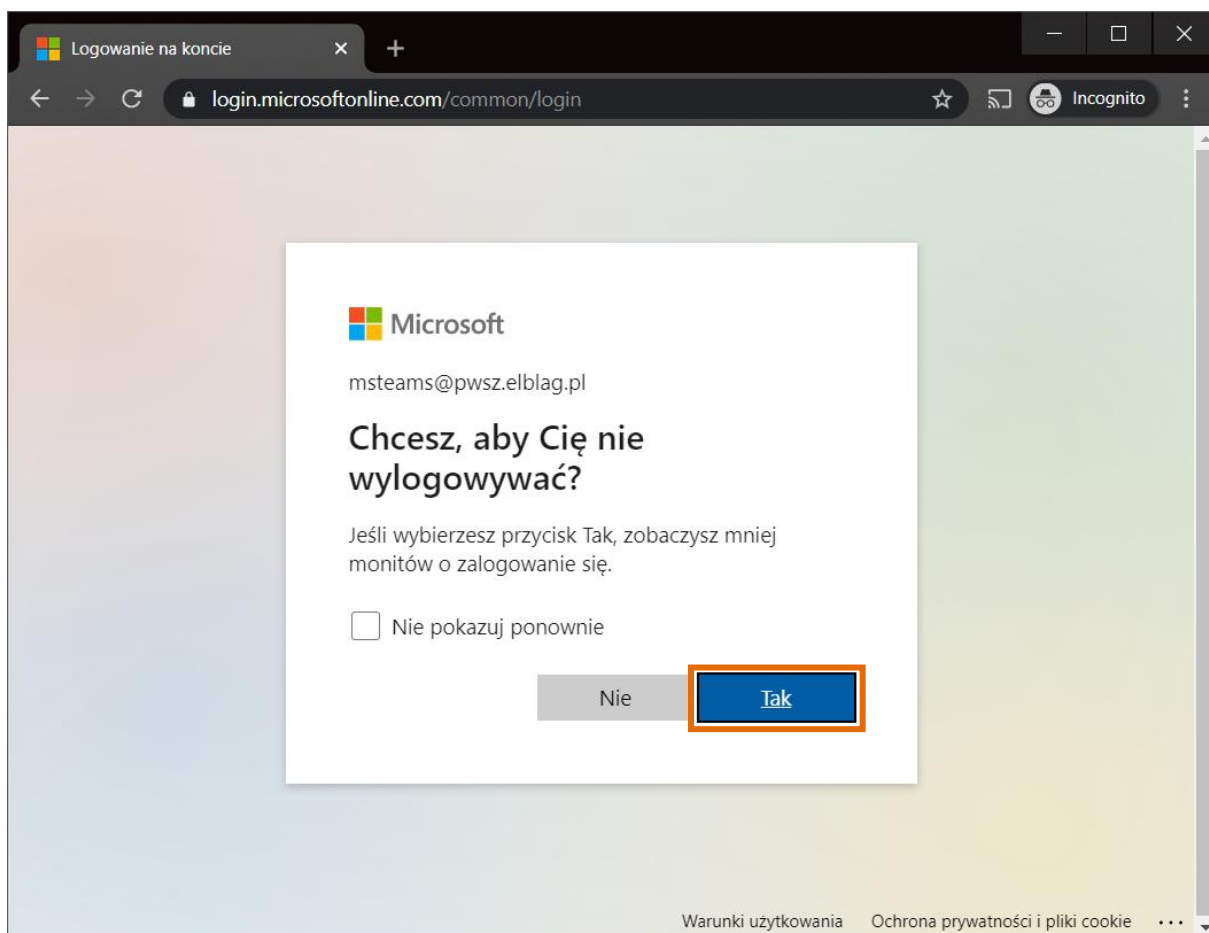 Logowanie na koncie
login.microsoftonline.com/common/login
Incognito
Microsoft
msteams@pwsz.elblag.pl
Chcesz, aby Cię nie
wylogowywać?
Jeśli wybierzesz przycisk Tak, zobaczysz mniej
monitów o zalogowanie się.
Nie pokazuj ponownie
Nie Tak
Warunki użytkowania Ochrona prywatności i pliki cookie ...